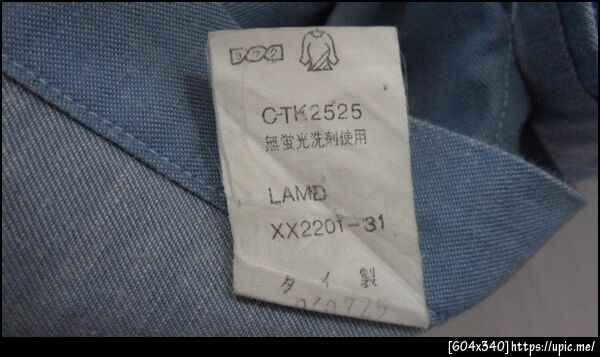 C-TK2525
無蛍光洗剤使用
LAMD
XX2201-31
タイ製
[604x340]https://upic.me/